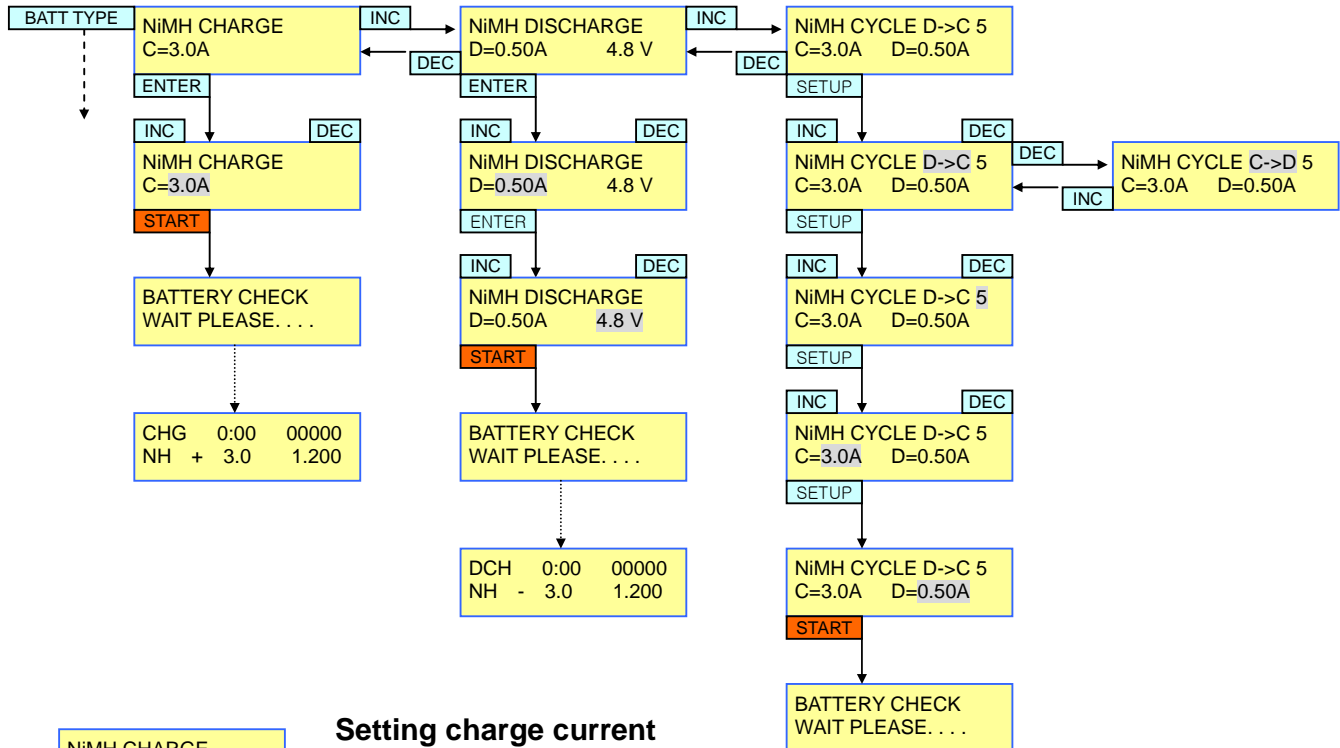 BATT TYPE
NiMH CHARGE
C=3.0A
INC
DEC
NiMH DISCHARGE
D=0.50A 4.8 V
INC
DEC
NiMH CYCLE D->C 5
C=3.0A D=0.50A
ENTER
ENTER
SETUP
INC DEC
NiMH CHARGE
C=3.0A
START
INC DEC
NiMH DISCHARGE
D=0.50A 4.8 V
ENTER
INC DEC
NiMH CYCLE D->C 5
C=3.0A D=0.50A
SETUP
DEC
INC
NiMH CYCLE C->D 5
C=3.0A D=0.50A
BATTERY CHECK
WAIT PLEASE. . . .
INC DEC
NiMH DISCHARGE
D=0.50A 4.8 V
START
INC DEC
NiMH CYCLE D->C 5
C=3.0A D=0.50A
SETUP
CHG 0:00 00000
NH + 3.0 1.200
BATTERY CHECK
WAIT PLEASE. . . .
INC DEC
NiMH CYCLE D->C 5
C=3.0A D=0.50A
SETUP
DCH 0:00 00000
NH - 3.0 1.200
NiMH CYCLE D->C 5
C=3.0A D=0.50A
START
BATTERY CHECK
WAIT PLEASE. . . .
Setting charge current
NiMH CHARGE